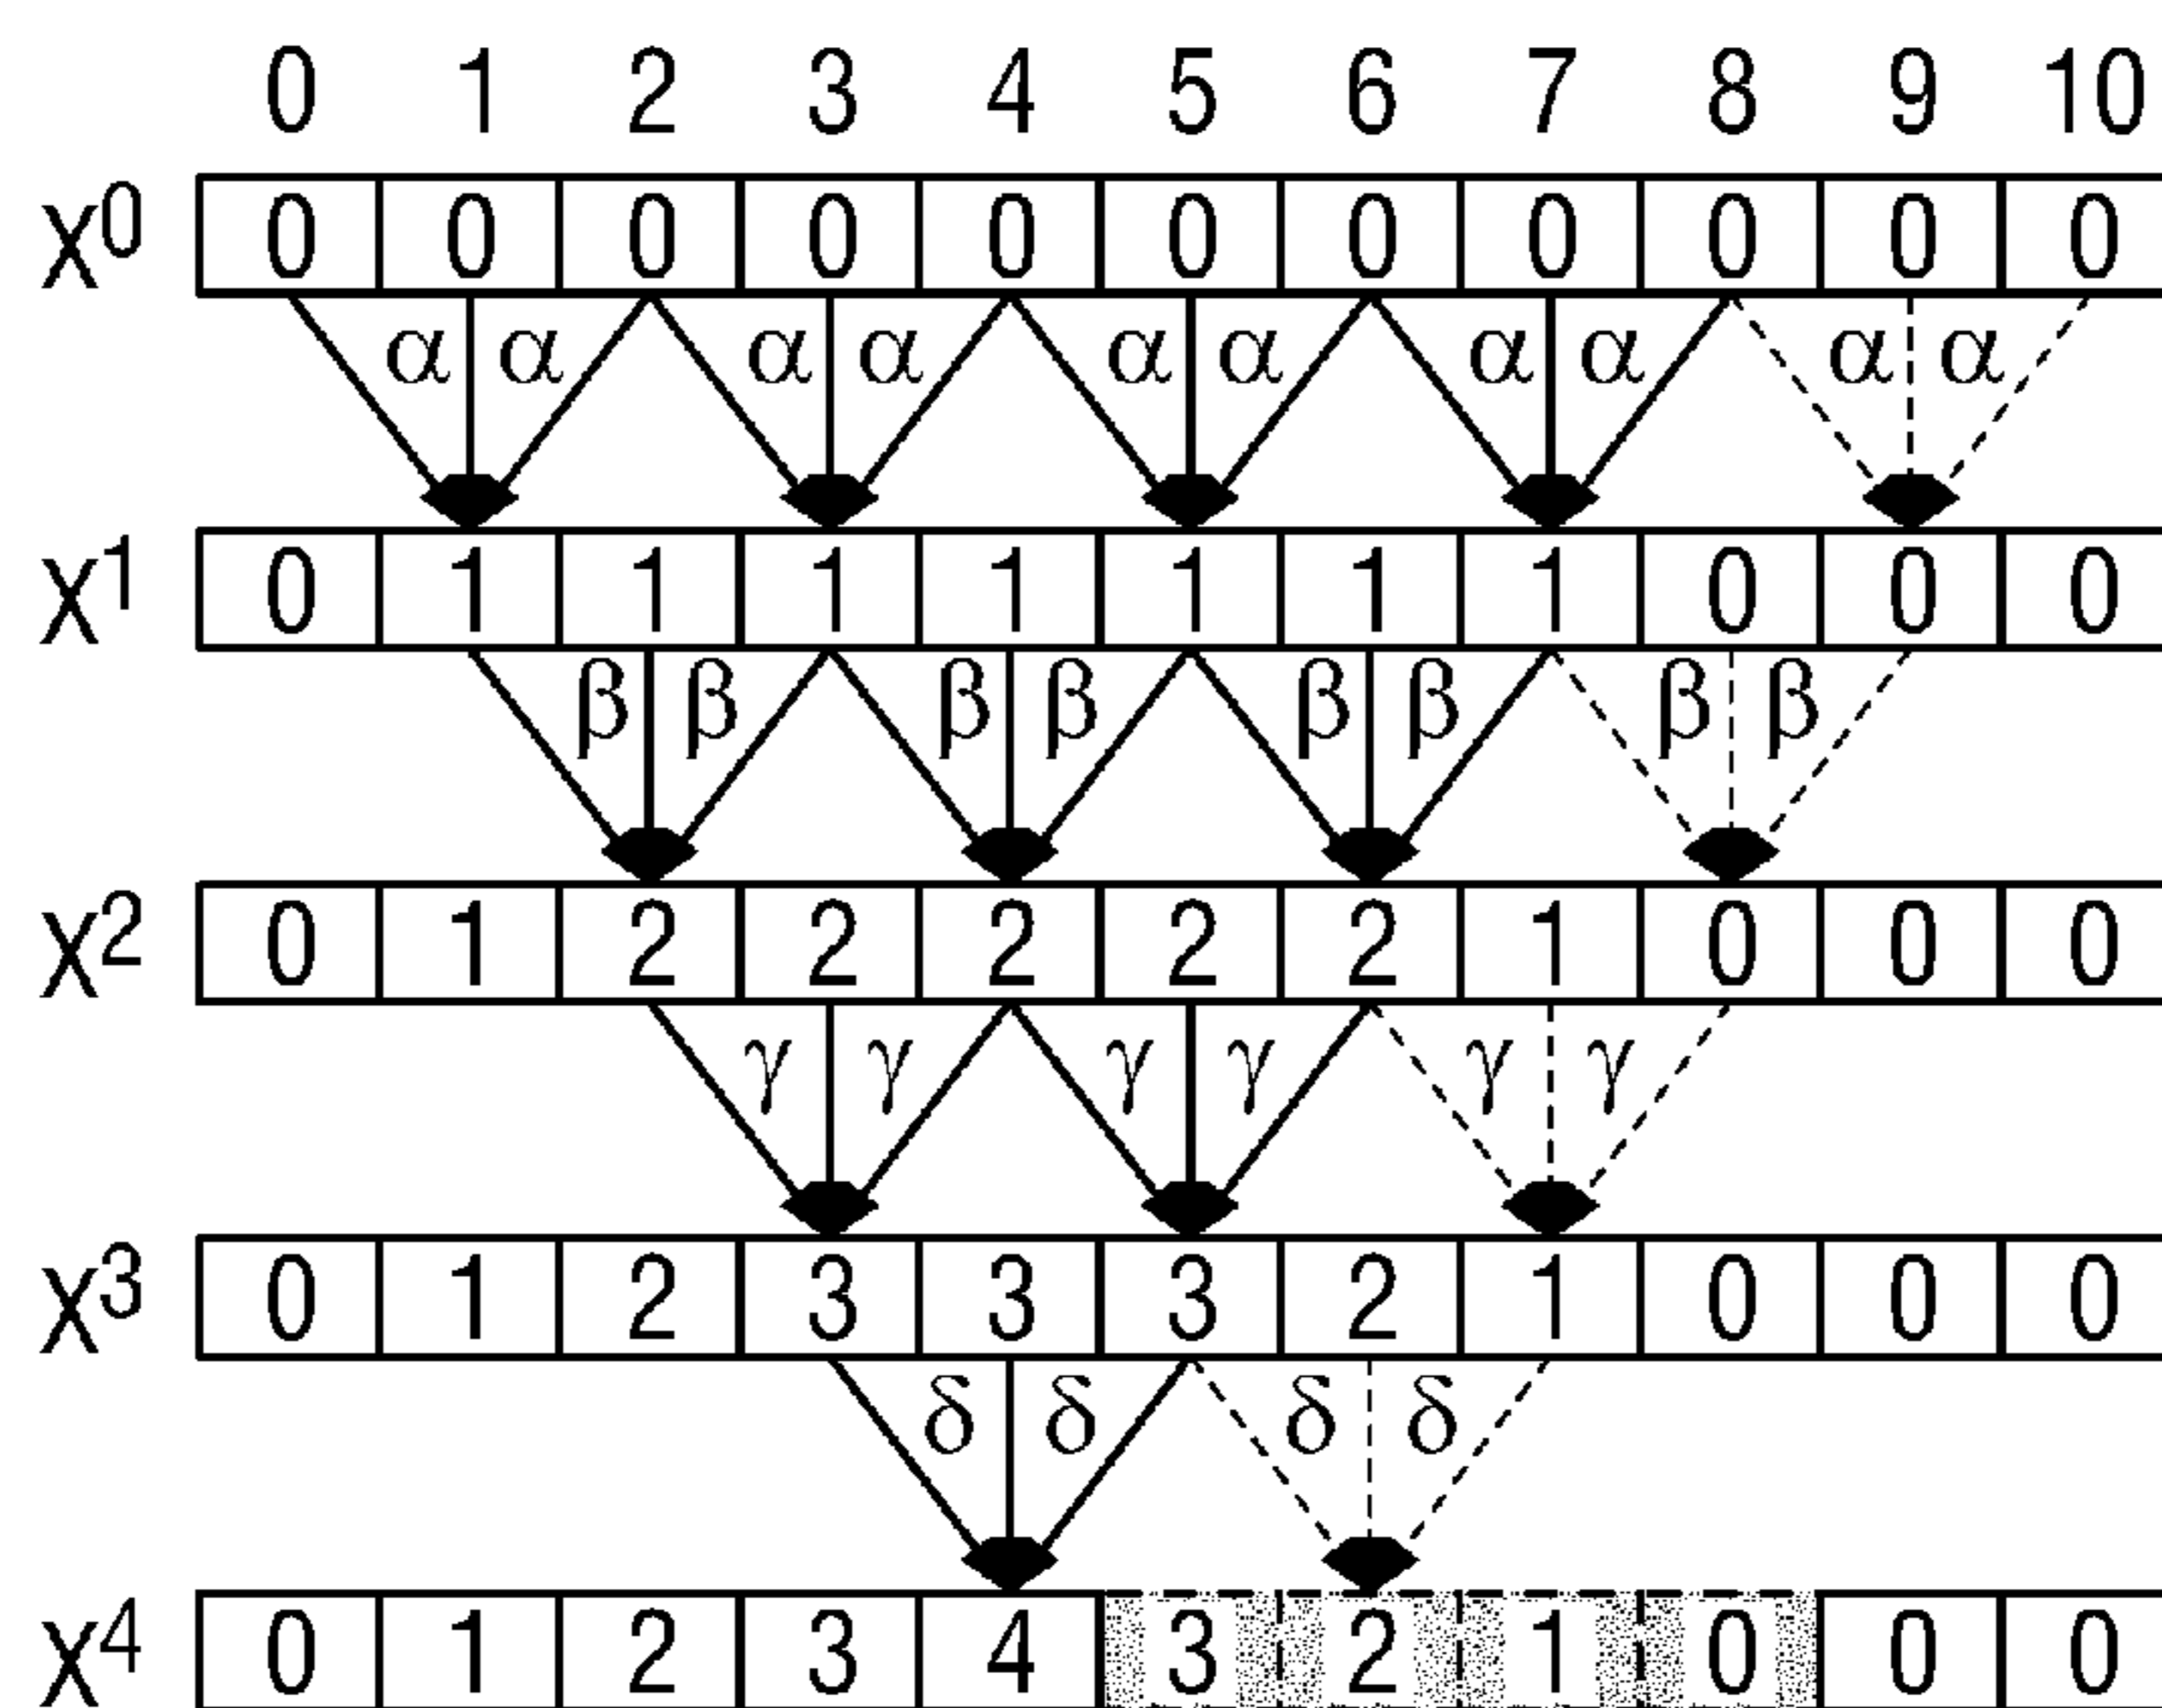 0 1 2 3 4 5 6 7 8 9 10
x⁰ 0 0 0 0 0 0 0 0 0 0 0
α α α α α α α α α α
x¹ 0 1 1 1 1 1 1 1 0 0 0
β β β β β β β β
x² 0 1 2 2 2 2 2 1 0 0 0
γ γ γ γ γ γ
x³ 0 1 2 3 3 3 2 1 0 0 0
δ δ δ δ
x⁴ 0 1 2 3 4 3 2 1 0 0 0